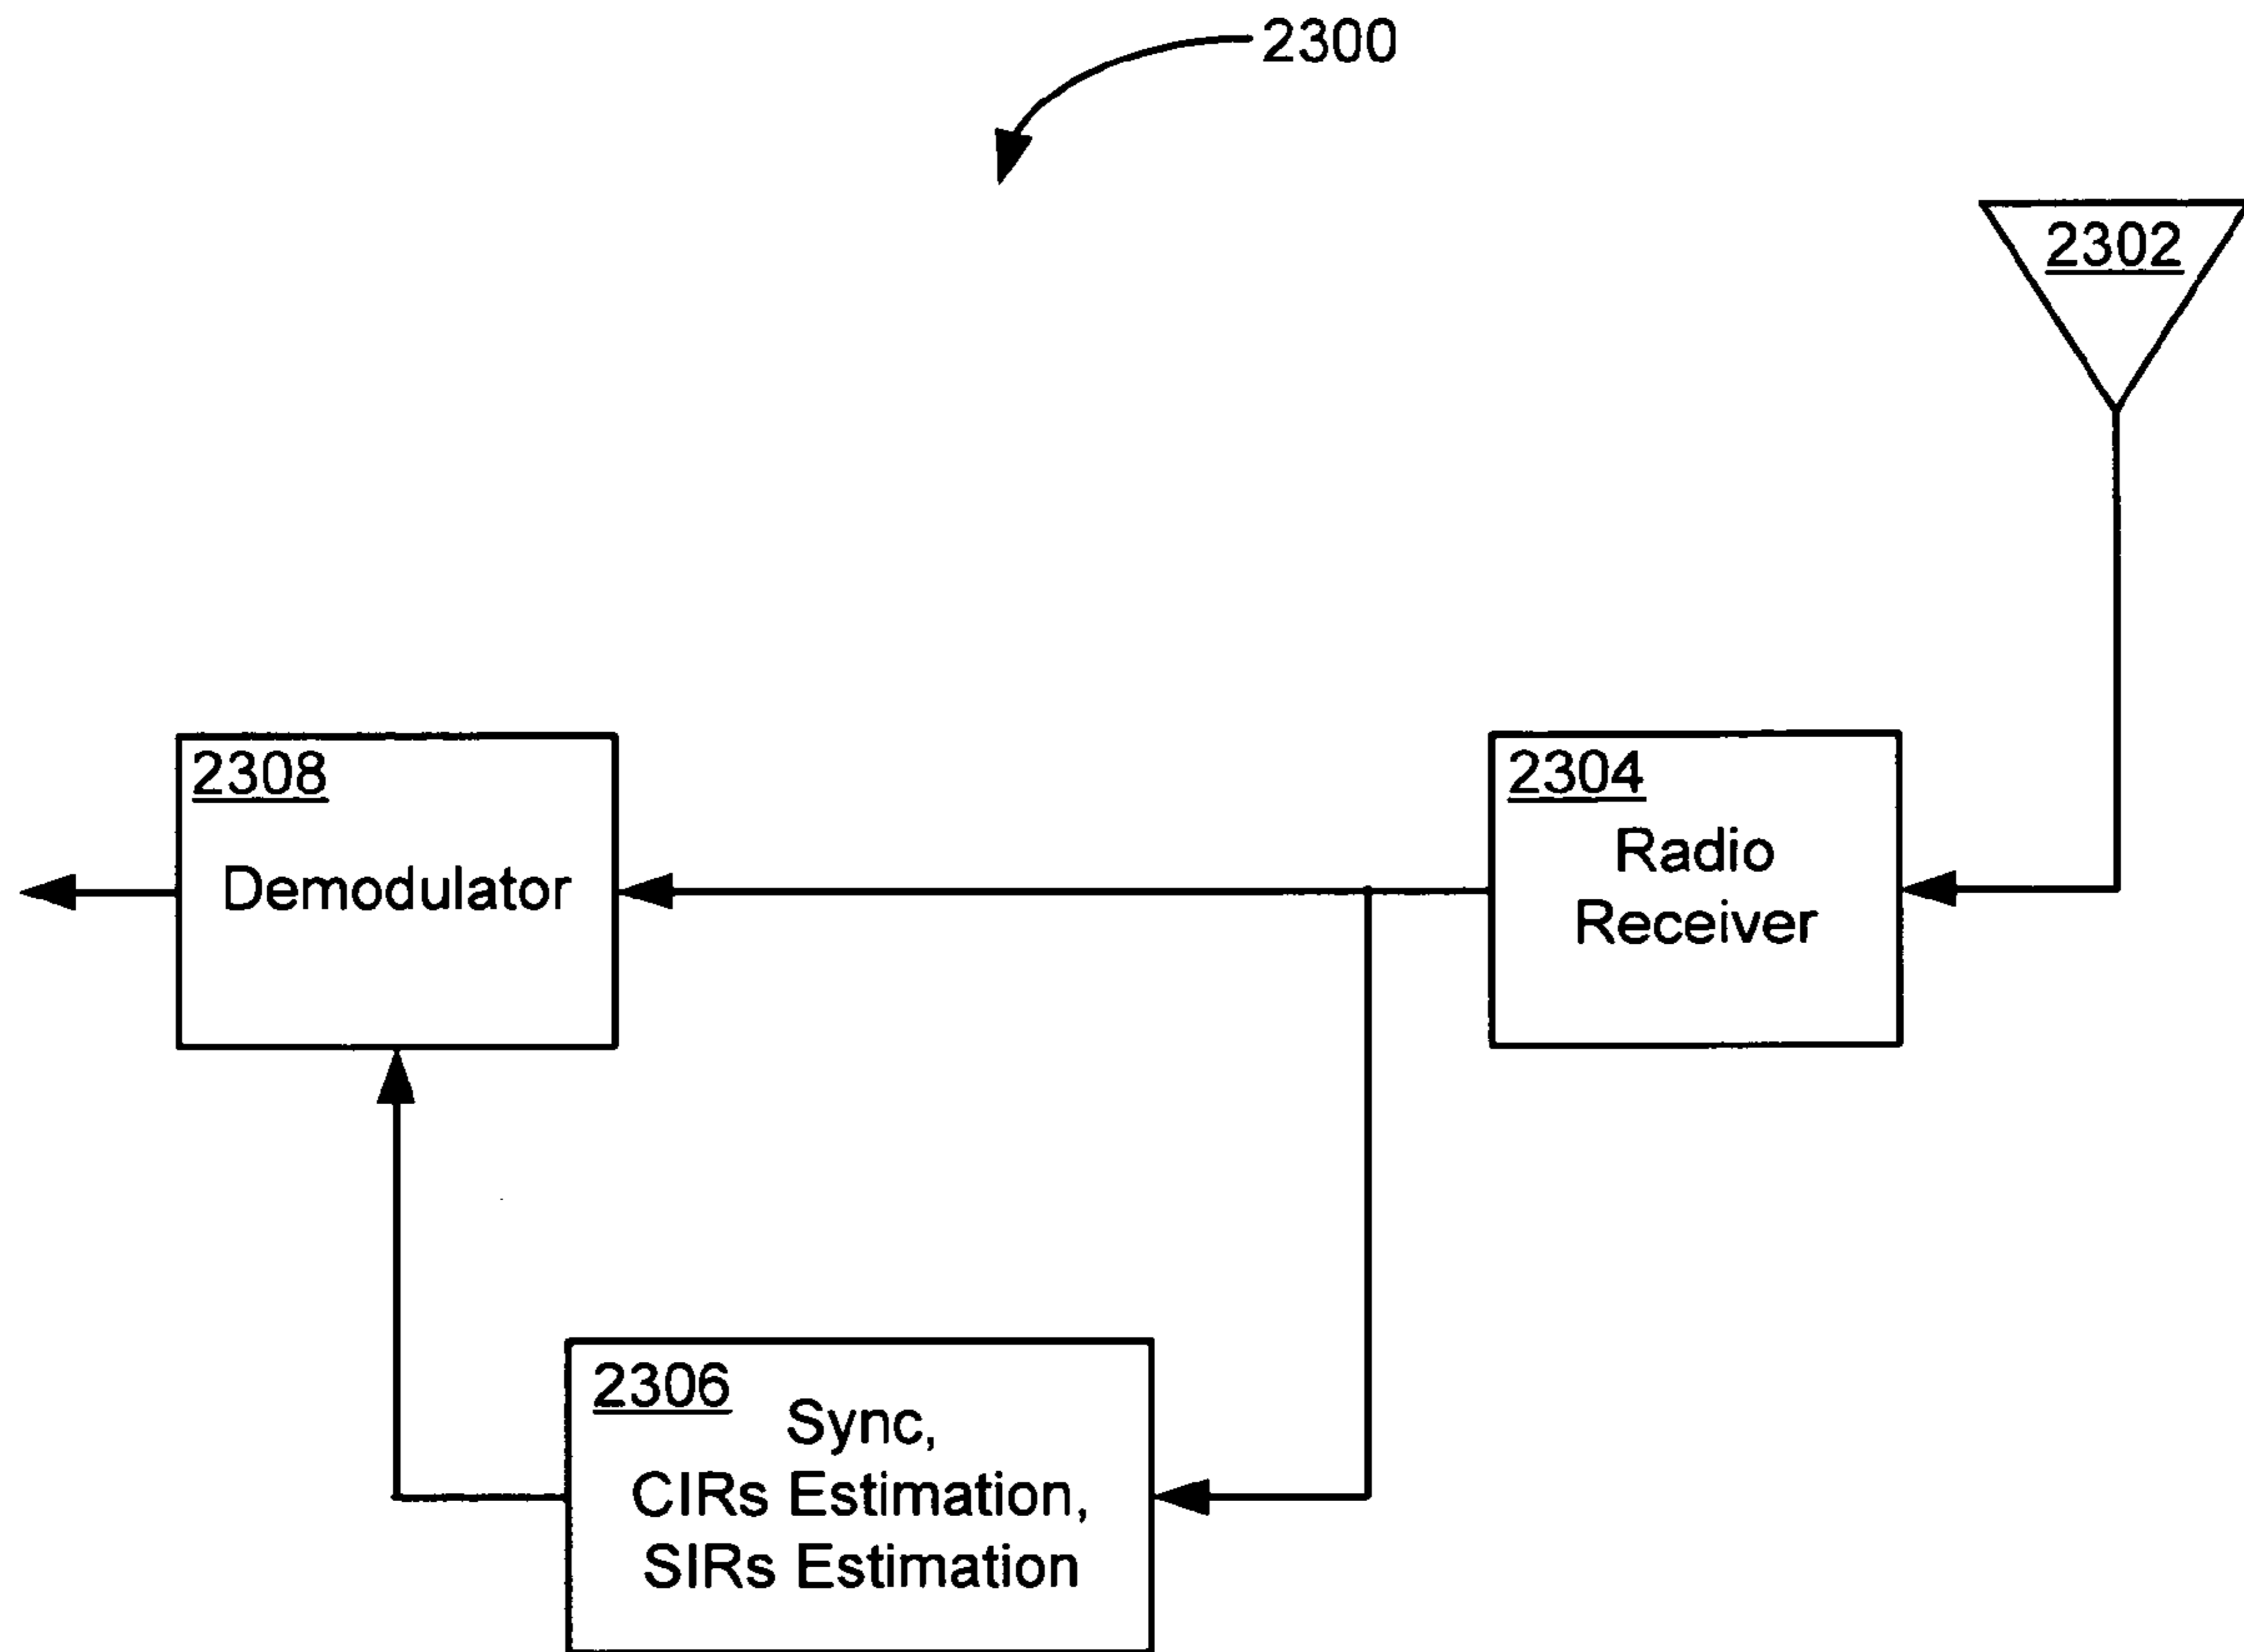 2300
2302
2308
Demodulator
2304
Radio
Receiver
2306
Sync,
CIRs Estimation,
SIRs Estimation